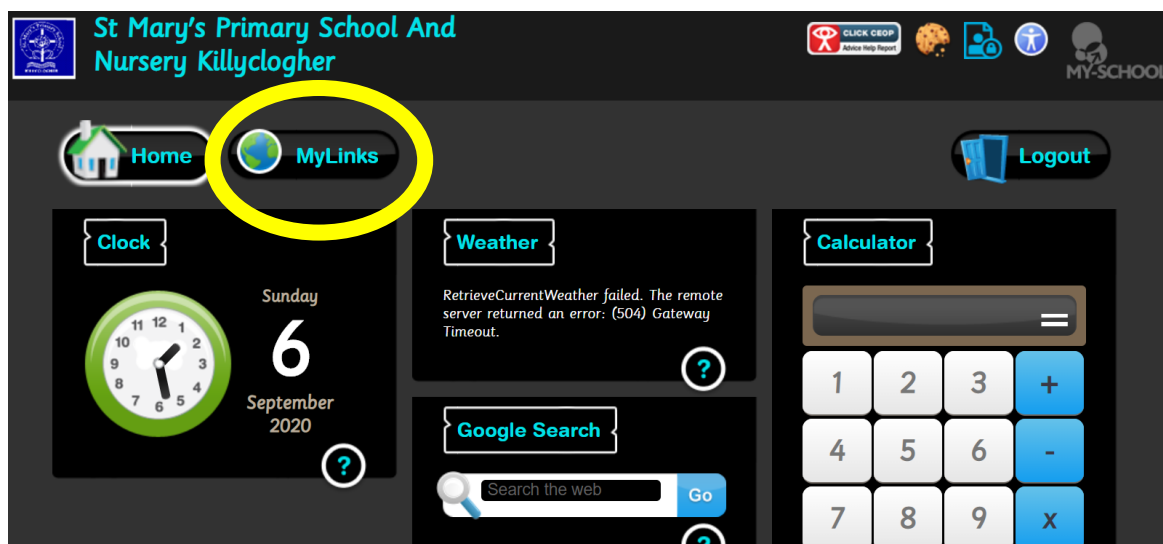 St Mary's Primary School And
Nursery Killyclogher
CLICK CEOP
Advice Help Report
MY-SCHOOL
Home
MyLinks
Logout
Clock
12
1
2
3
4
5
6
7
8
9
10
11
Sunday
6
September
2020
?
Weather
RetrieveCurrentWeather failed. The remote
server returned an error: (504) Gateway
Timeout.
?
Google Search
Search the web
Go
?
Calculator
=
1 2 3 +
4 5 6 -
7 8 9 x